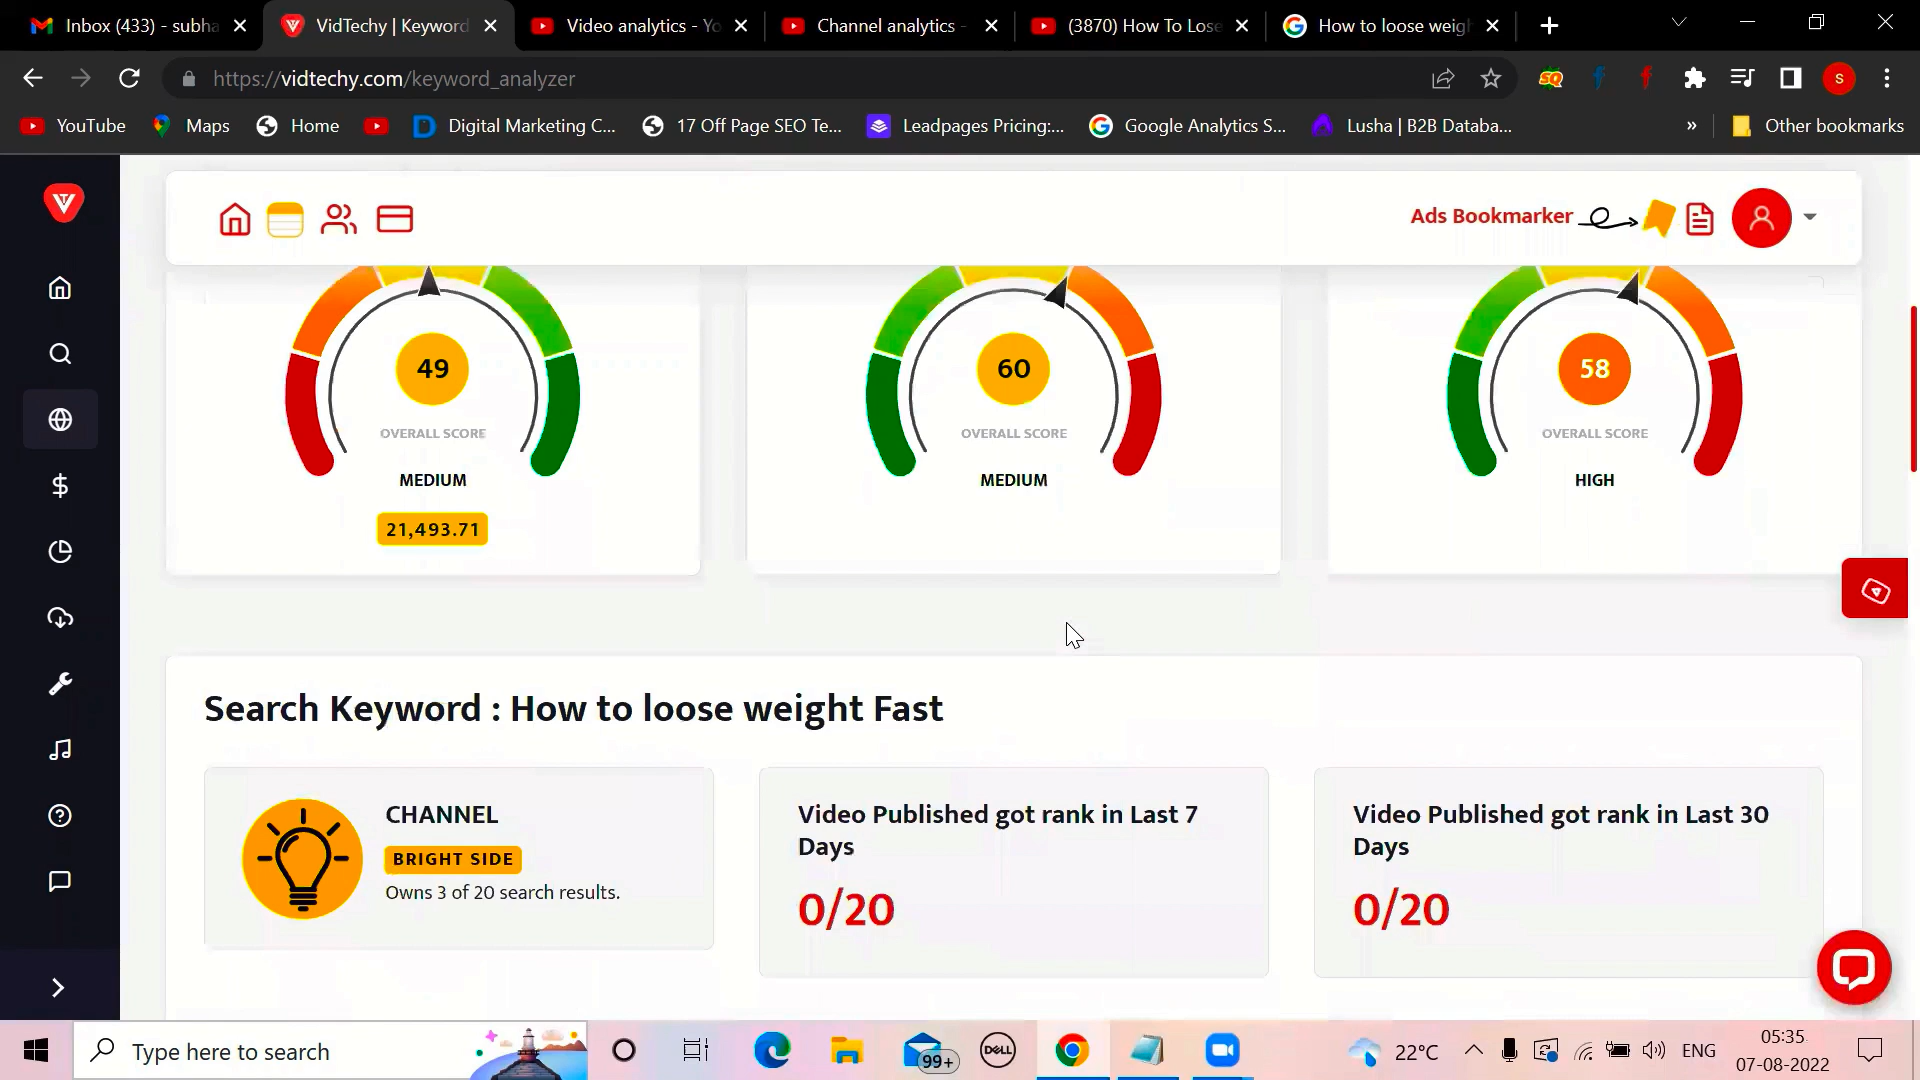 Inbox (433) - subha
VidTechy | Keyword
Video analytics - Yo
Channel analytics -
(3870) How To Lose
How to loose weigh
https://vidtechy.com/keyword_analyzer
S
SQ
YouTube
Maps
Home
Digital Marketing C...
17 Off Page SEO Te...
Leadpages Pricing:...
Google Analytics S...
Lusha | B2B Databa...
»
Other bookmarks
Ads Bookmarker
49
OVERALL SCORE
MEDIUM
21,493.71
60
OVERALL SCORE
MEDIUM
58
OVERALL SCORE
HIGH
Search Keyword : How to loose weight Fast
CHANNEL
BRIGHT SIDE
Owns 3 of 20 search results.
Video Published got rank in Last 7
Days
0/20
Video Published got rank in Last 30
Days
0/20
Type here to search
99+
DELL
22°C
ENG
05:35
07-08-2022